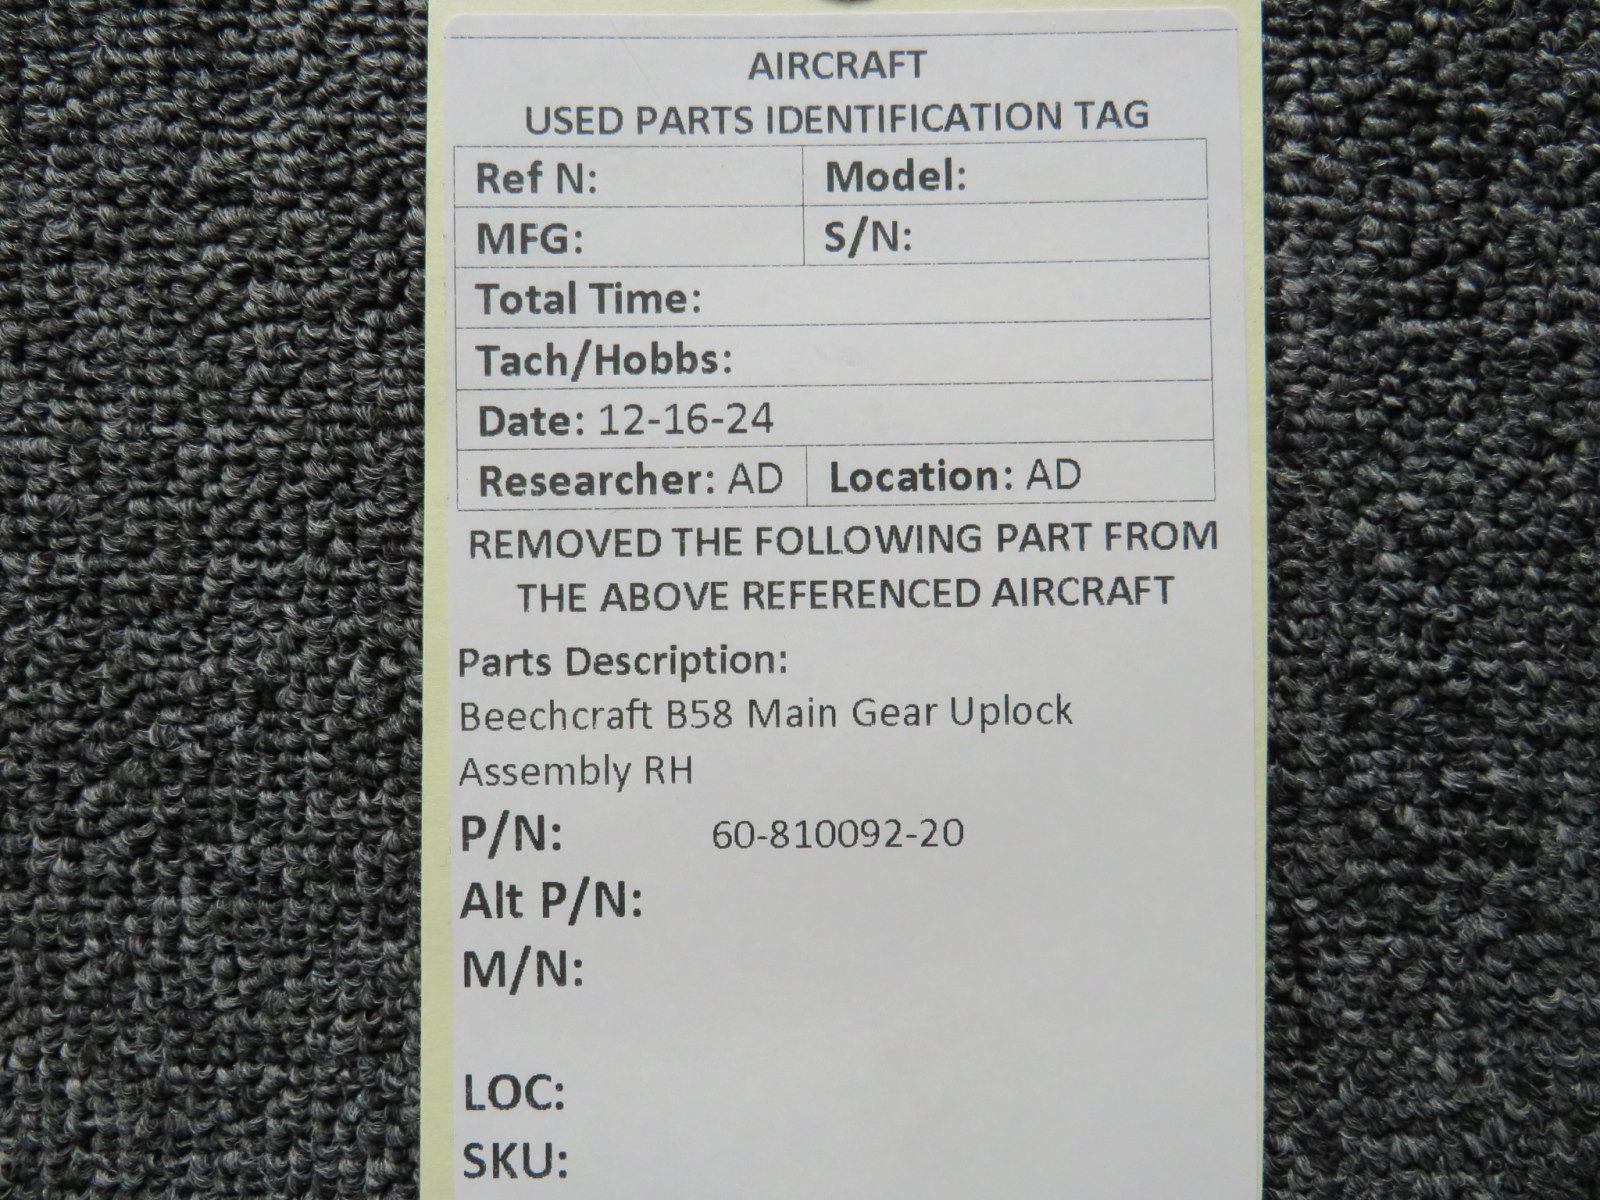 AIRCRAFT
USED PARTS IDENTIFICATION TAG
Ref N: Model:
MFG: S/N:
Total Time:
Tach/Hobbs:
Date: 12-16-24
Researcher: AD Location: AD
REMOVED THE FOLLOWING PART FROM
THE ABOVE REFERENCED AIRCRAFT
Parts Description:
Beechcraft B58 Main Gear Uplock
Assembly RH
P/N: 60-810092-20
Alt P/N:
M/N:
LOC:
SKU: